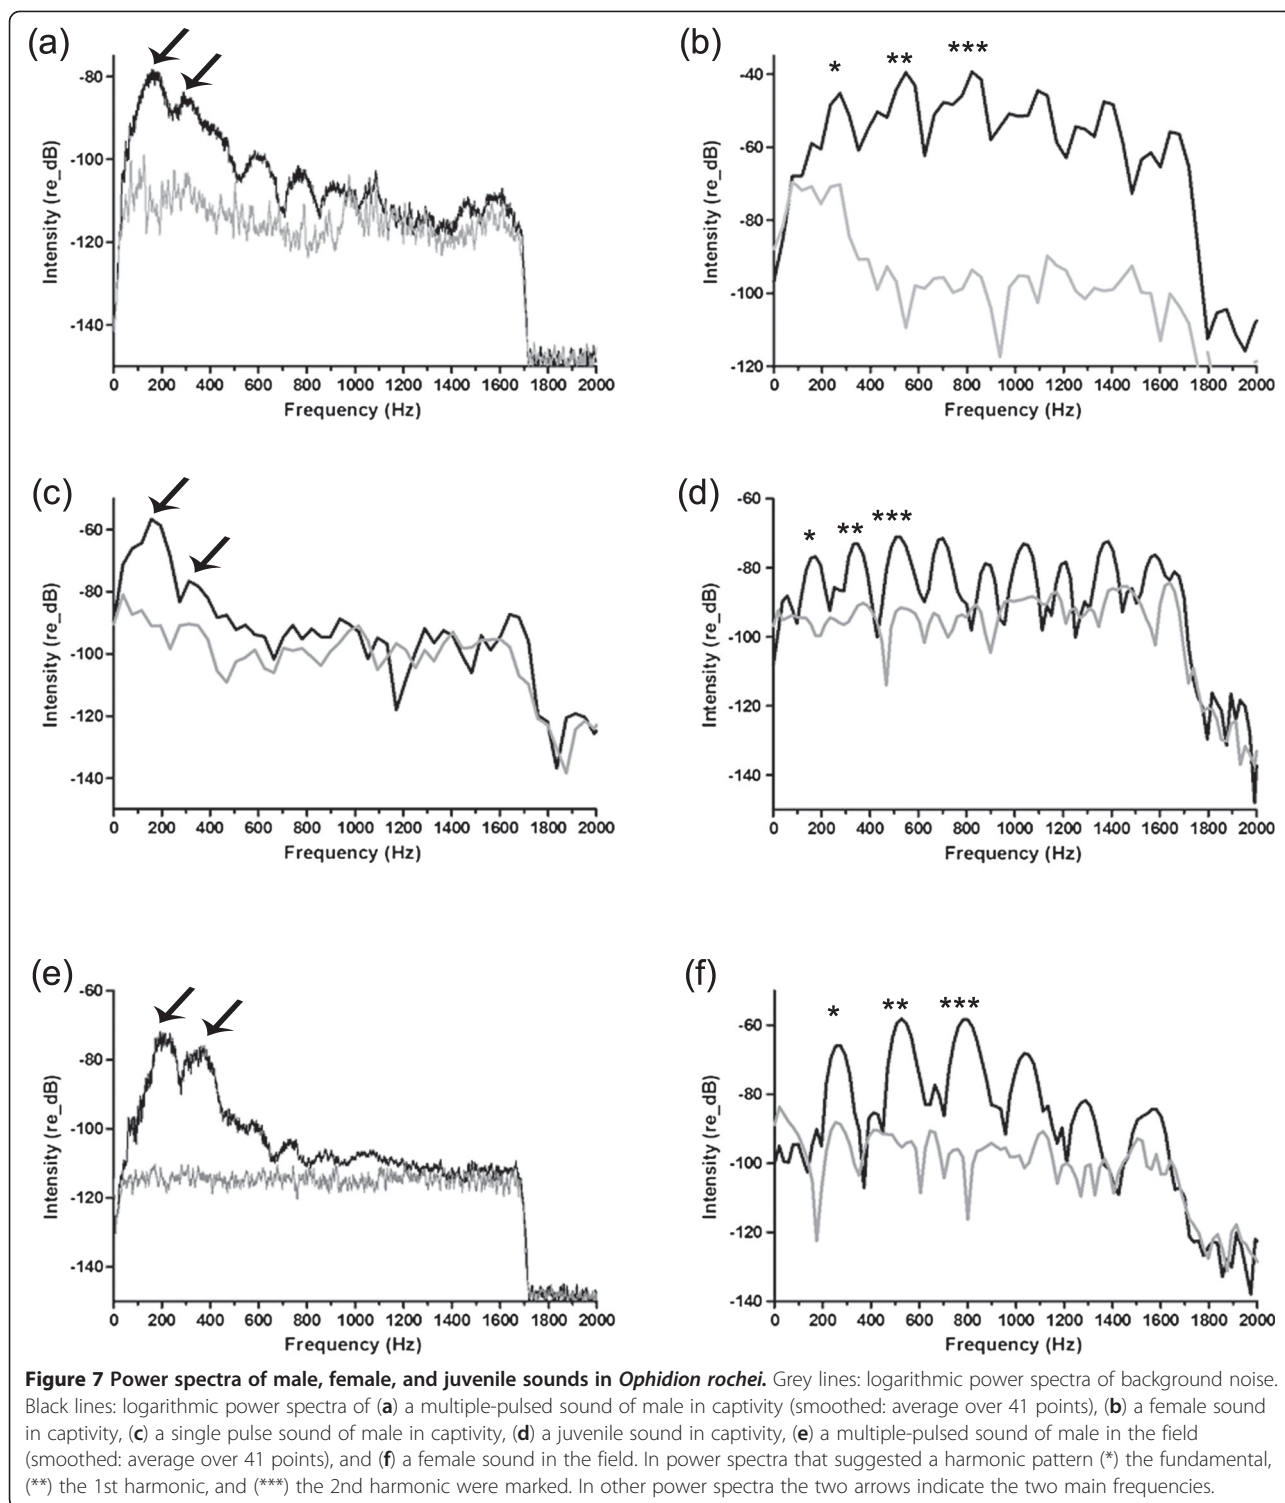 (a)
-80
-100
-120
-140
Intensity (re_dB)
0 200 400 600 800 1000 1200 1400 1600 1800 2000
Frequency (Hz)
(b)
* ** ***
-40
-60
-80
-100
-120
Intensity (re_dB)
0 200 400 600 800 1000 1200 1400 1600 1800 2000
Frequency (Hz)
(c)
-60
-80
-100
-120
-140
Intensity (re_dB)
0 200 400 600 800 1000 1200 1400 1600 1800 2000
Frequency (Hz)
(d)
* ** ***
-60
-80
-100
-120
-140
Intensity (re_dB)
0 200 400 600 800 1000 1200 1400 1600 1800 2000
Frequency (Hz)
(e)
-60
-80
-100
-120
-140
Intensity (re_dB)
0 200 400 600 800 1000 1200 1400 1600 1800 2000
Frequency (Hz)
(f)
* ** ***
-60
-80
-100
-120
-140
Intensity (re_dB)
0 200 400 600 800 1000 1200 1400 1600 1800 2000
Frequency (Hz)
Figure 7 Power spectra of male, female, and juvenile sounds in Ophidion rochei. Grey lines: logarithmic power spectra of background noise.
Black lines: logarithmic power spectra of (a) a multiple-pulsed sound of male in captivity (smoothed: average over 41 points), (b) a female sound
in captivity, (c) a single pulse sound of male in captivity, (d) a juvenile sound in captivity, (e) a multiple-pulsed sound of male in the field
(smoothed: average over 41 points), and (f) a female sound in the field. In power spectra that suggested a harmonic pattern (*) the fundamental,
(**) the 1st harmonic, and (***) the 2nd harmonic were marked. In other power spectra the two arrows indicate the two main frequencies.